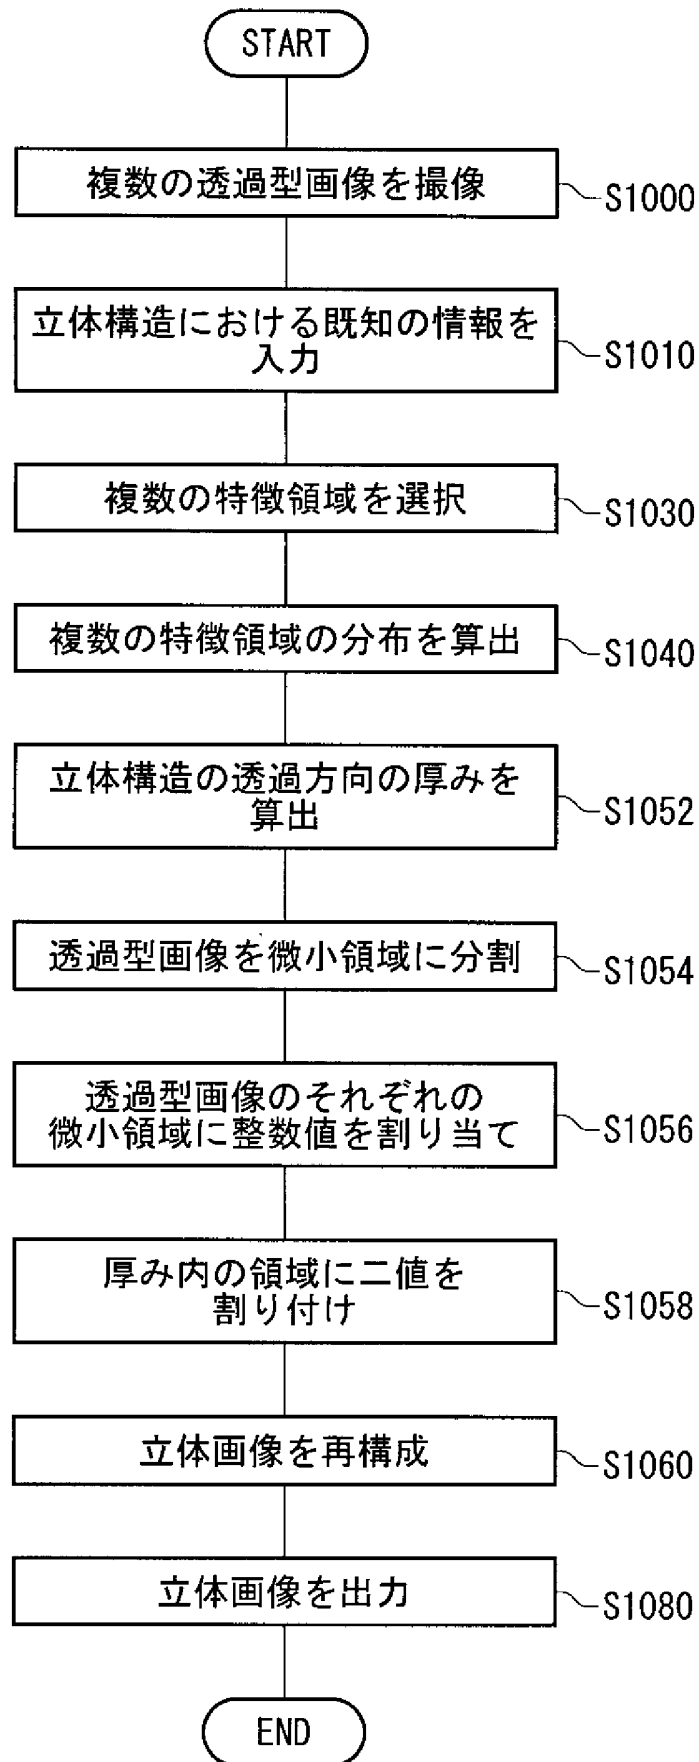 START
複数の透過型画像を撮像
S1000
立体構造における既知の情報を
入力
S1010
複数の特徴領域を選択
S1030
複数の特徴領域の分布を算出
S1040
立体構造の透過方向の厚みを
算出
S1052
透過型画像を微小領域に分割
S1054
透過型画像のそれぞれの
微小領域に整数値を割り当て
S1056
厚み内の領域に二値を
割り付け
S1058
立体画像を再構成
S1060
立体画像を出力
S1080
END